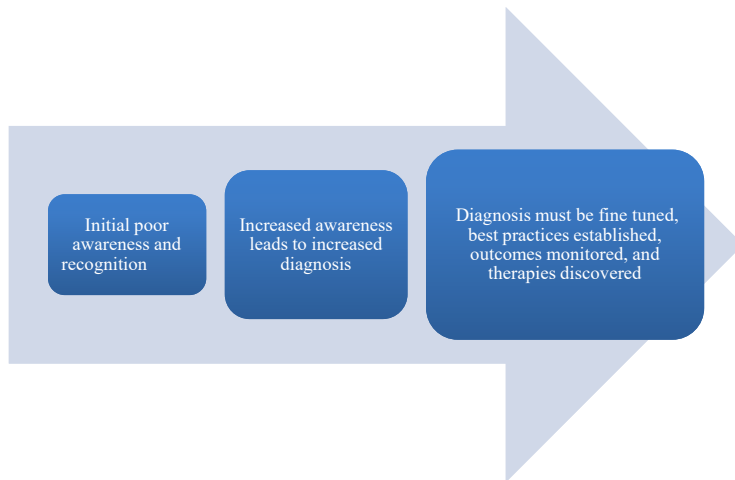 Initial poor
awareness and
recognition
Increased awareness
leads to increased
diagnosis
Diagnosis must be fine tuned,
best practices established,
outcomes monitored, and
therapies discovered